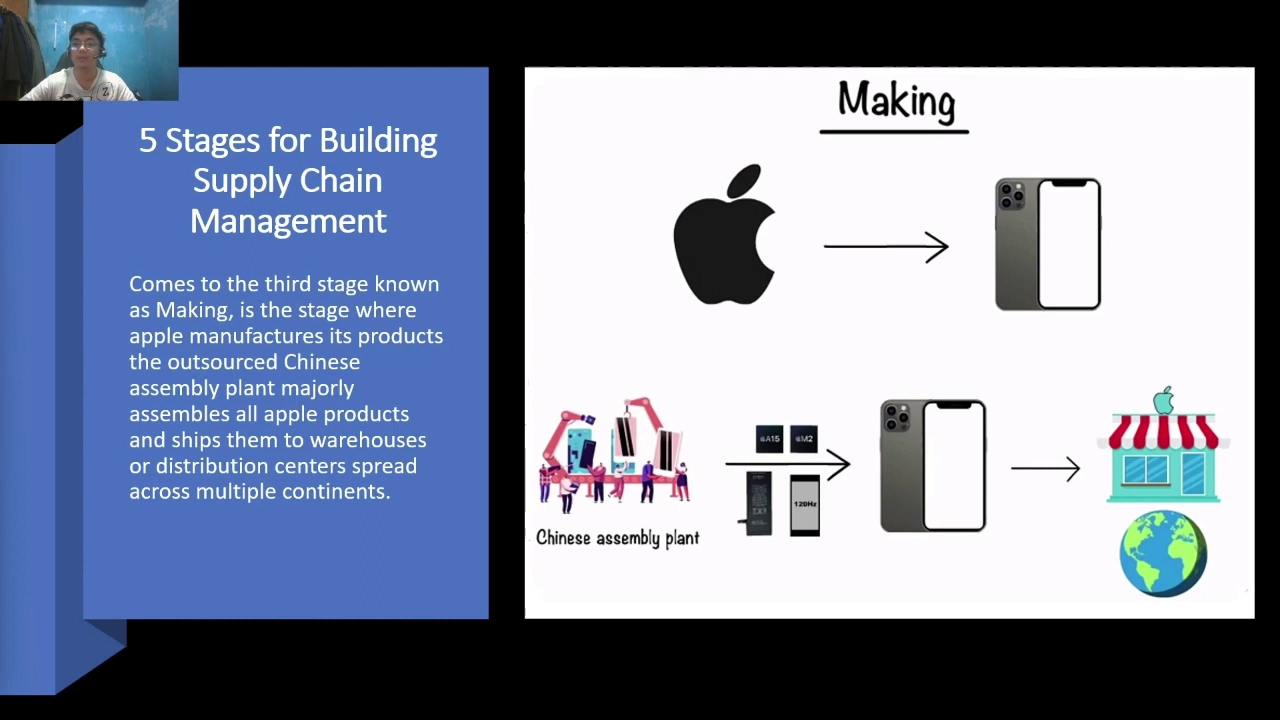 5 Stages for Building
Supply Chain
Management
Comes to the third stage known
as Making, is the stage where
apple manufactures its products
the outsourced Chinese
assembly plant majorly
assembles all apple products
and ships them to warehouses
or distribution centers spread
across multiple continents.
Making
A15 M2
120Hz
Chinese assembly plant